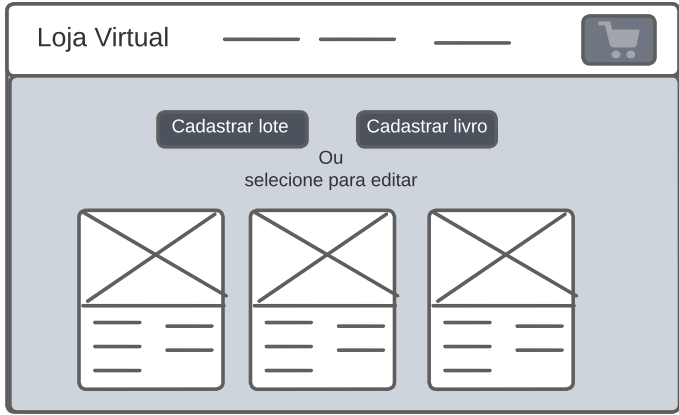 Loja Virtual
Cadastrar lote
Cadastrar livro
Ou
selecione para editar